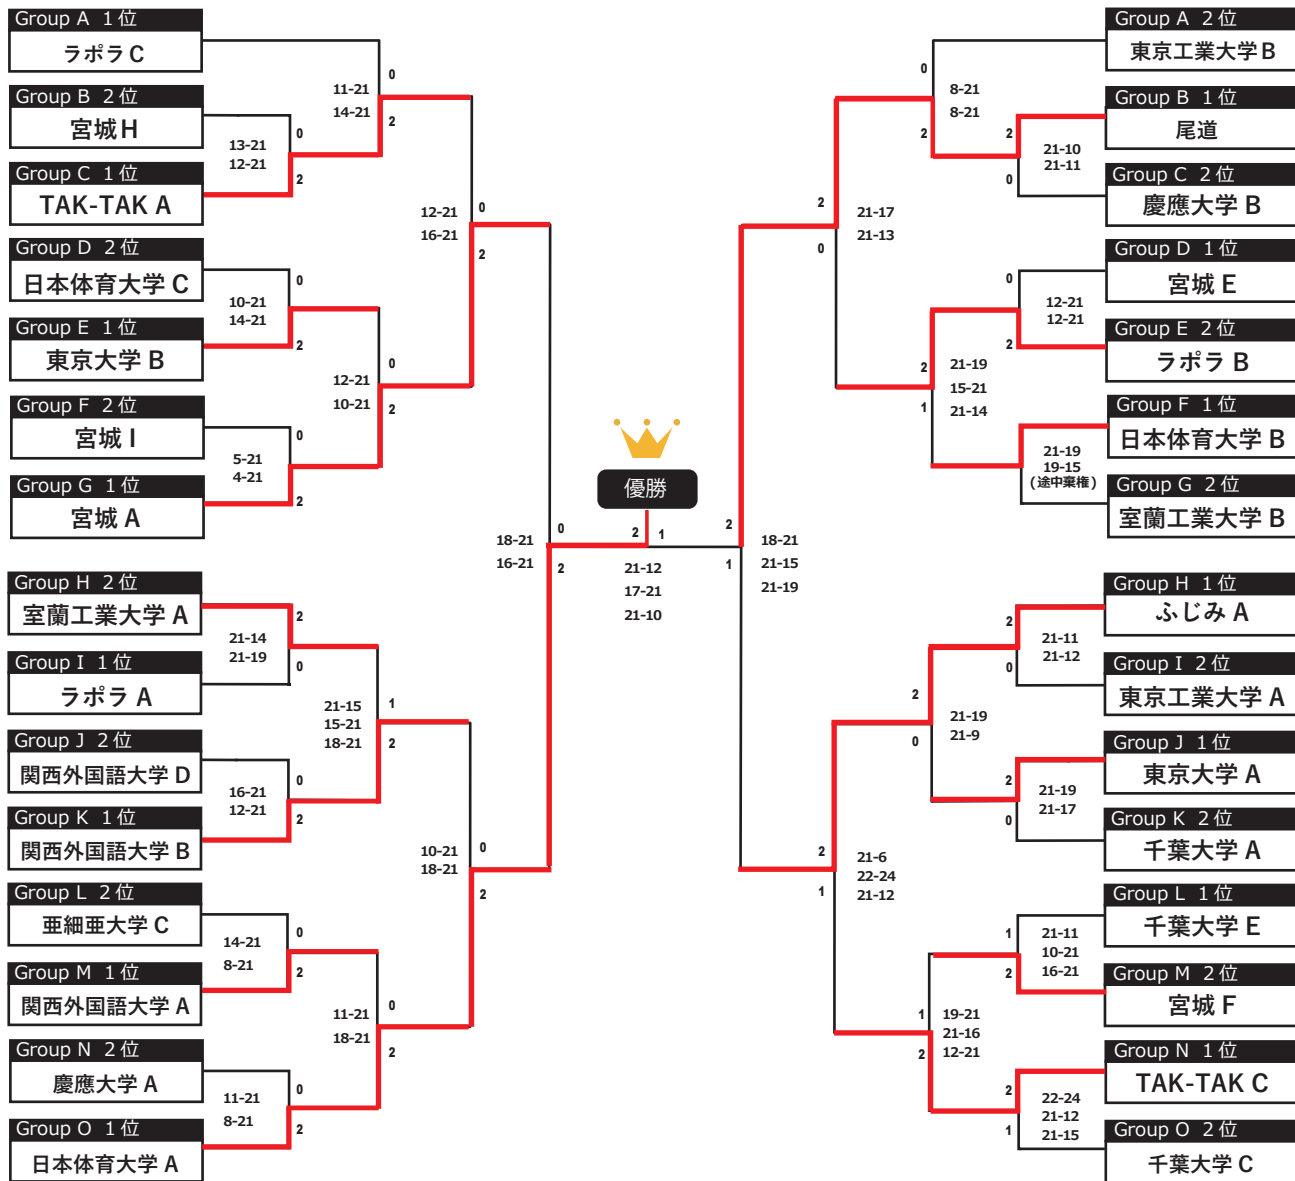 Group A 1位
ラポラ C
Group B 2位
宮城 H
Group C 1位
TAK-TAK A
Group D 2位
日本体育大学 C
Group E 1位
東京大学 B
Group F 2位
宮城 I
Group G 1位
宮城 A
Group H 2位
室蘭工業大学 A
Group I 1位
ラポラ A
Group J 2位
関西外国語大学 D
Group K 1位
関西外国語大学 B
Group L 2位
亜細亜大学 C
Group M 1位
関西外国語大学 A
Group N 2位
慶應大学 A
Group O 1位
日本体育大学 A
0
13-21
12-21
2
0
10-21
14-21
2
0
5-21
4-21
2
2
21-14
21-19
0
0
16-21
12-21
2
0
14-21
8-21
2
0
11-21
8-21
2
0
11-21
14-21
2
0
12-21
10-21
2
1
21-15
15-21
18-21
2
0
11-21
18-21
2
0
12-21
16-21
2
0
10-21
18-21
2
0
18-21
16-21
2
優勝
2
1
21-12
17-21
21-10
2
18-21
21-15
21-19
1
2
21-17
21-13
0
2
21-6
22-24
21-12
1
0
8-21
8-21
2
2
21-19
15-21
21-14
1
2
21-19
21-9
0
1
19-21
21-16
12-21
2
2
21-10
21-11
0
0
12-21
12-21
2
21-19
19-15
(途中棄権)
2
21-11
21-12
0
2
21-19
21-17
0
1
21-11
10-21
16-21
2
2
22-24
21-12
21-15
1
Group A 2位
東京工業大学 B
Group B 1位
尾道
Group C 2位
慶應大学 B
Group D 1位
宮城 E
Group E 2位
ラポラ B
Group F 1位
日本体育大学 B
Group G 2位
室蘭工業大学 B
Group H 1位
ふじみ A
Group I 2位
東京工業大学 A
Group J 1位
東京大学 A
Group K 2位
千葉大学 A
Group L 1位
千葉大学 E
Group M 2位
宮城 F
Group N 1位
TAK-TAK C
Group O 2位
千葉大学 C